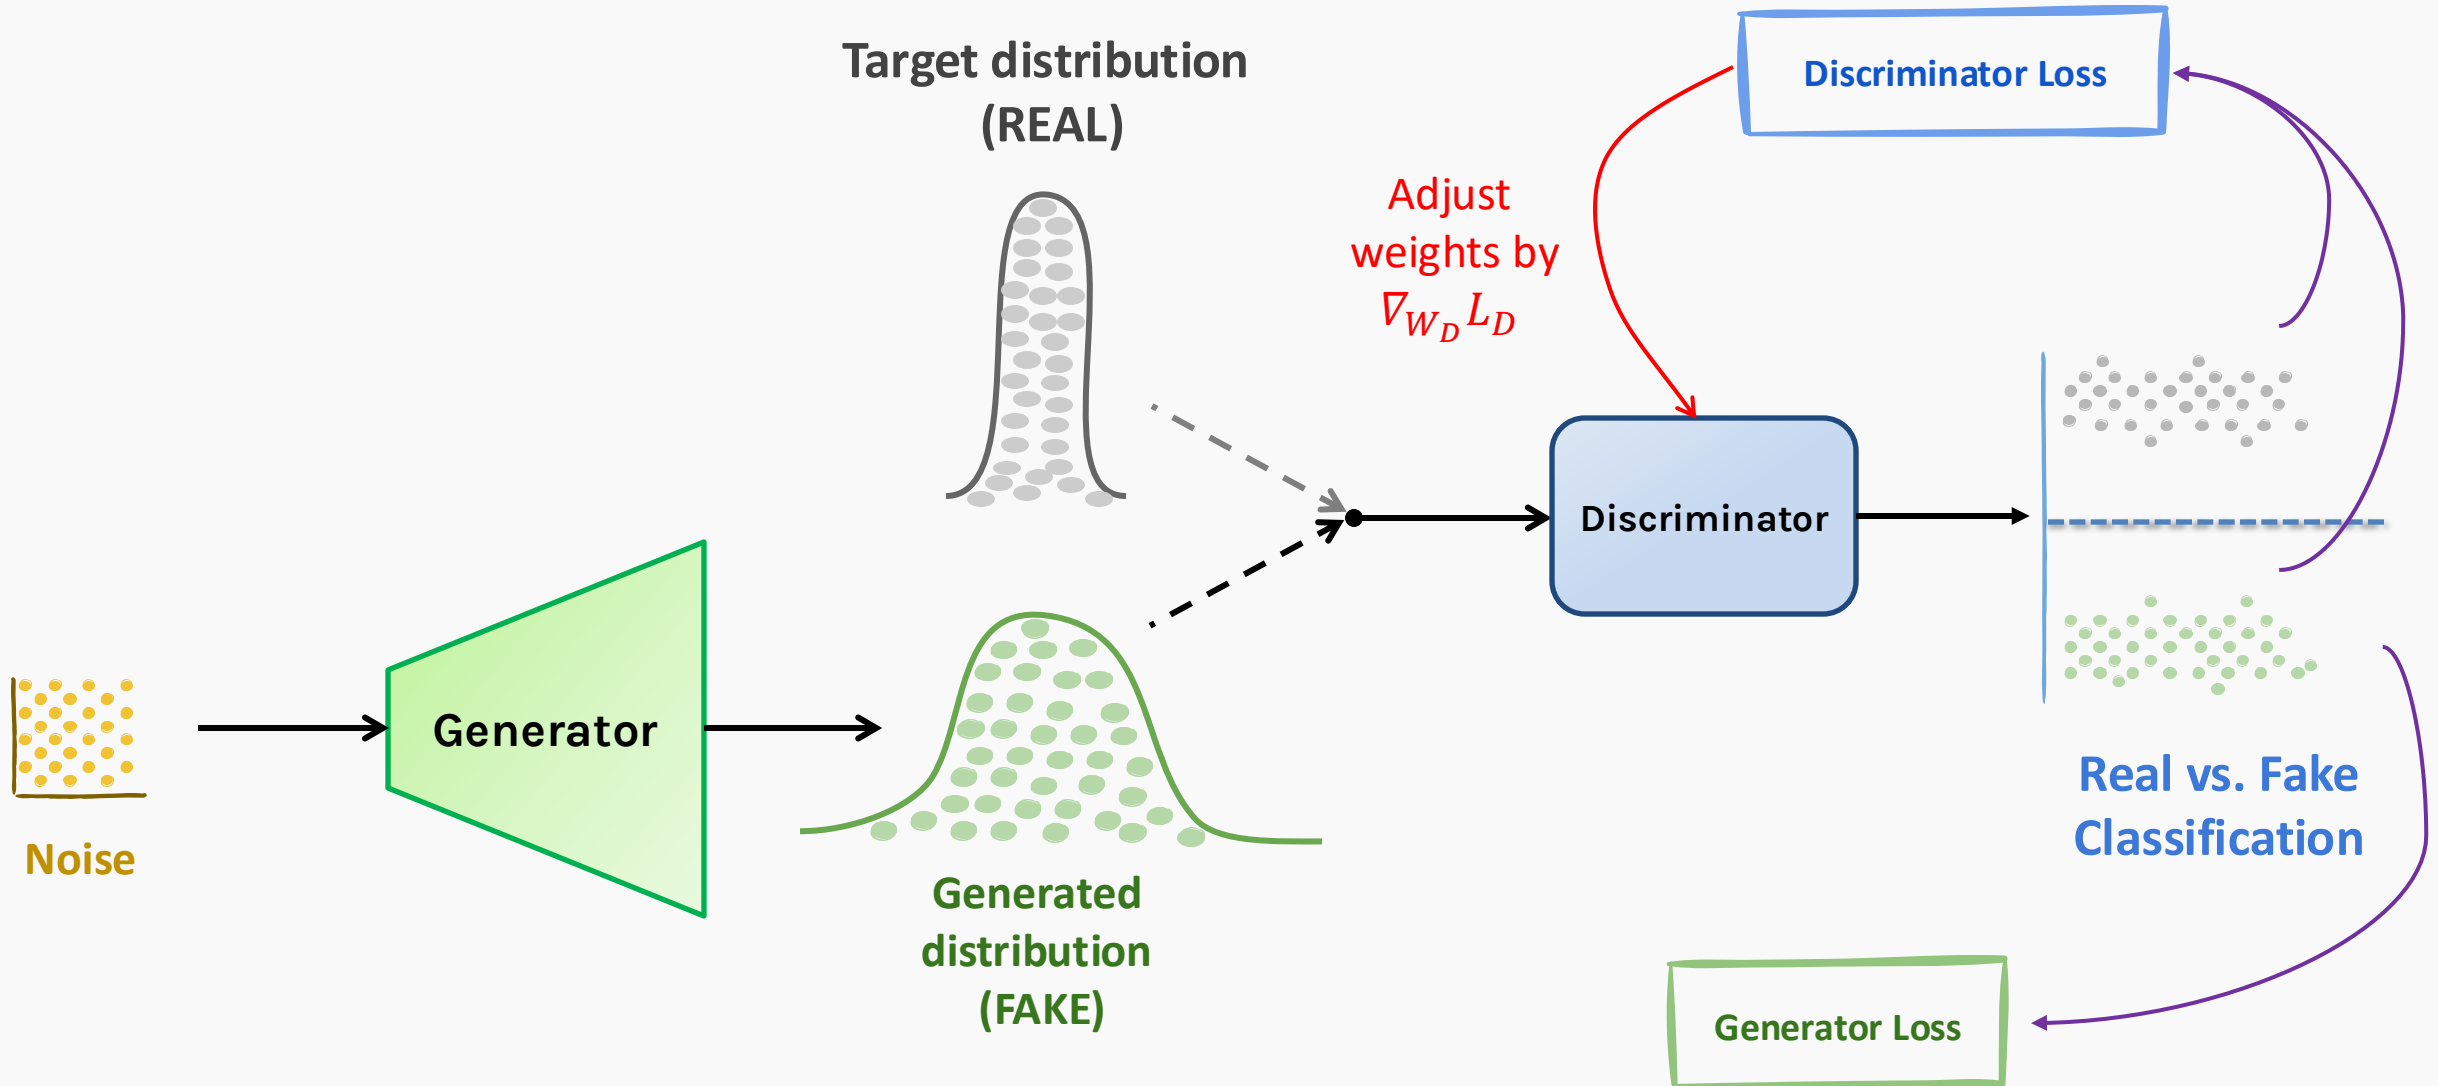 Target distribution
(REAL)
Discriminator Loss
Adjust
weights by
∇_{W_D} L_D
Discriminator
Generator
Noise
Generated
distribution
(FAKE)
Real vs. Fake
Classification
Generator Loss